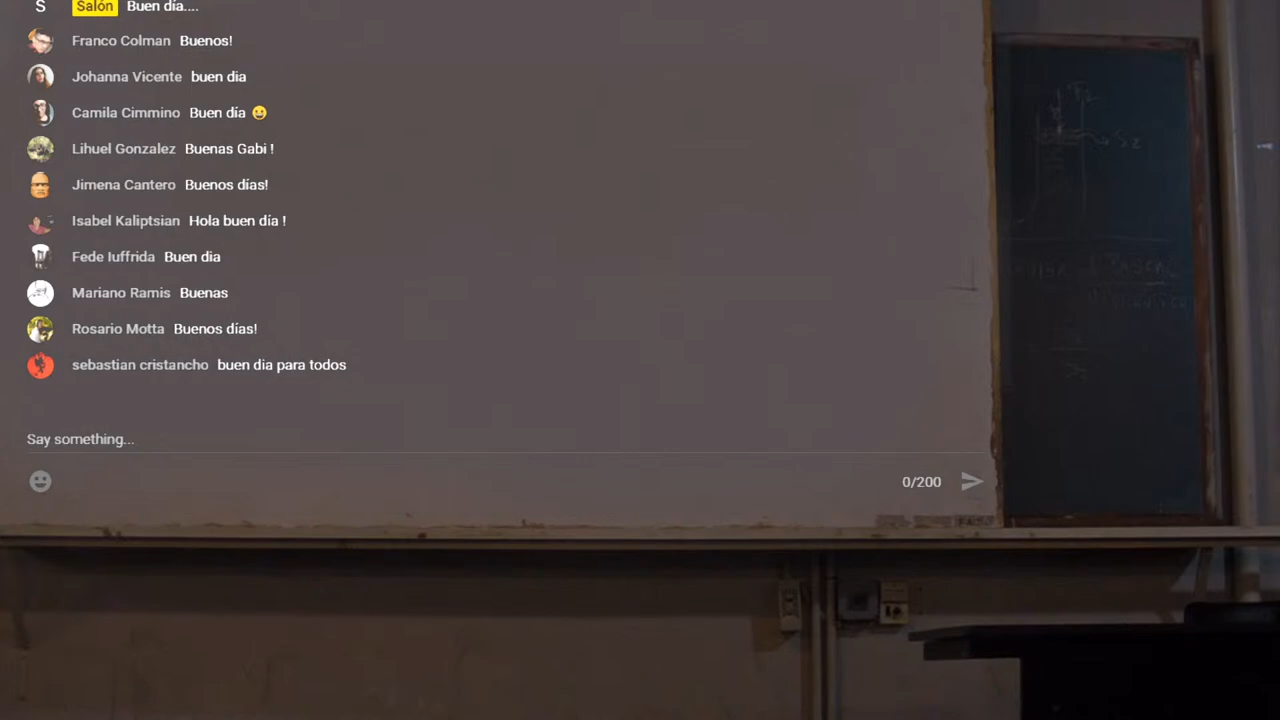 S Salón Buen día....
Franco Colman Buenos!
Johanna Vicente buen dia
Camila Cimmino Buen día 😀
Lihuel Gonzalez Buenas Gabi !
Jimena Cantero Buenos días!
Isabel Kaliptsian Hola buen día !
Fede Iuffrida Buen dia
Mariano Ramis Buenas
Rosario Motta Buenos días!
sebastian cristancho buen dia para todos
Say something...
0/200